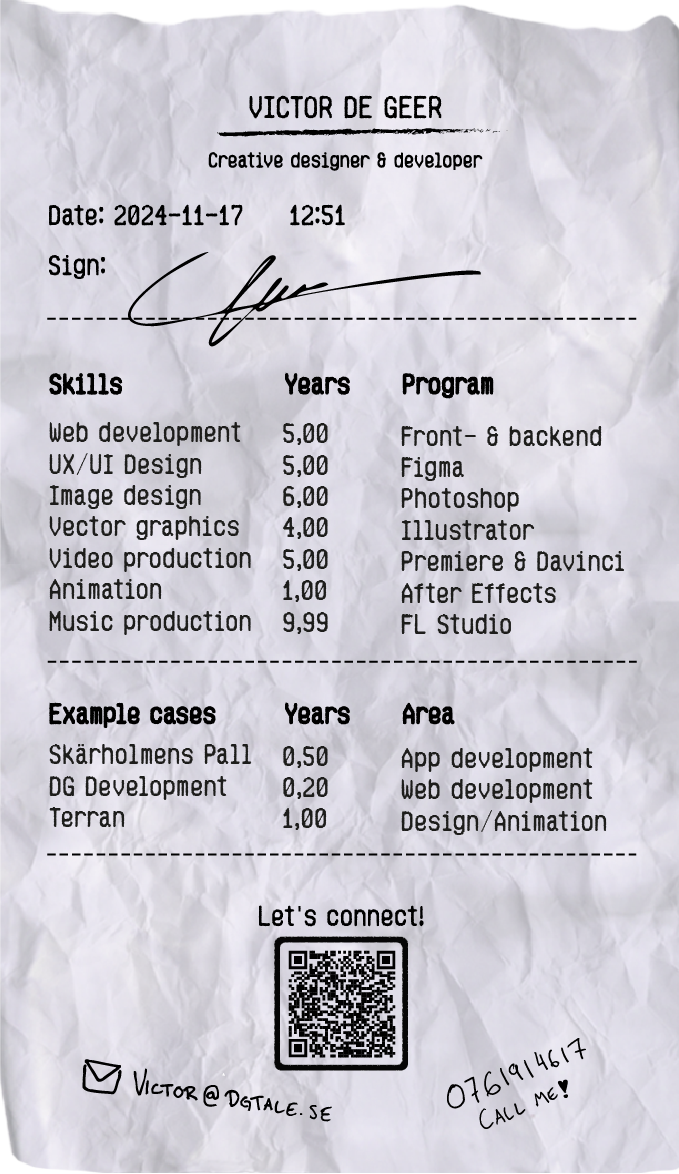 VICTOR DE GEER
Creative designer & developer
Date: 2024-11-17 12:51
Sign:
Skills Years Program
Web development 5,00 Front- & backend
UX/UI Design 5,00 Figma
Image design 6,00 Photoshop
Vector graphics 4,00 Illustrator
Video production 5,00 Premiere & Davinci
Animation 1,00 After Effects
Music production 9,99 FL Studio
Example cases Years Area
Skärholmens Pall 0,50 App development
DG Development 0,20 Web development
Terran 1,00 Design/Animation
Let's connect!
VICTOR@DGTALE.SE
0761914617
CALL ME!